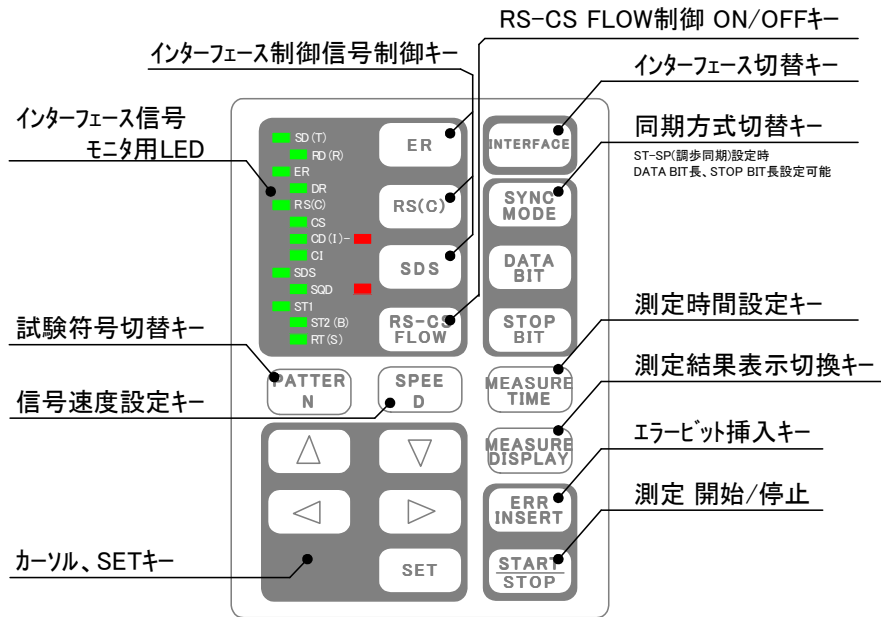 RS-CS FLOW制御 ON/OFFキー
インターフェース制御信号制御キー
インターフェース切替キー
インターフェース信号
モニタ用LED
同期方式切替キー
ST-SP(調歩同期)設定時
DATA BIT長、STOP BIT長設定可能
SD(T)
RD(R)
ER
DR
RS(C)
CS
CD(I)-
CI
SDS
SQD
ST1
ST2(B)
RT(S)
ER
RS(C)
SDS
RS-CS
FLOW
INTERFACE
SYNC
MODE
DATA
BIT
STOP
BIT
試験符号切替キー
信号速度設定キー
PATTER
N
SPEE
D
MEASURE
TIME
MEASURE
DISPLAY
測定時間設定キー
測定結果表示切換キー
エラービット挿入キー
測定 開始/停止
ERR
INSERT
START
STOP
SET
カーソル、SETキー